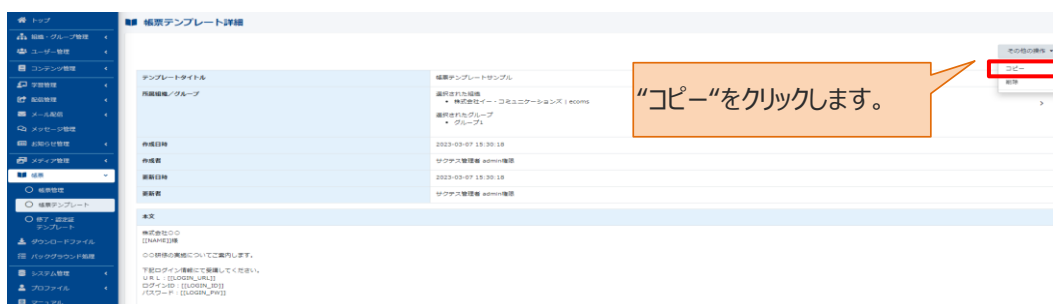 トップ
帳票テンプレート詳細
組織・グループ管理
ユーザー管理
コンテンツ管理
学習管理
配信管理
メール配信
メッセージ管理
お知らせ管理
メディア管理
帳票
帳票管理
帳票テンプレート
修了・認定証
テンプレート
ダウンロードファイル
バックグラウンド処理
システム管理
プロファイル
マニュアル
その他の操作
コピー
削除
“コピー“をクリックします。
テンプレートタイトル
帳票テンプレートサンプル
所属組織/グループ
選択された組織
• 株式会社イー・コミュニケーションズ:ecoms
選択されたグループ
• グループ1
作成日時
2023-03-07 15:30:18
作成者
サクテス管理者 admin権限
更新日時
2023-03-07 15:30:18
更新者
サクテス管理者 admin権限
本文
株式会社○○
[[NAME]]様
○○研修の実施についてご案内します。
下記ログイン情報にて受講してください。
URL:[[LOGIN_URL]]
ログインID:[[LOGIN_ID]]
パスワード:[[LOGIN_PW]]